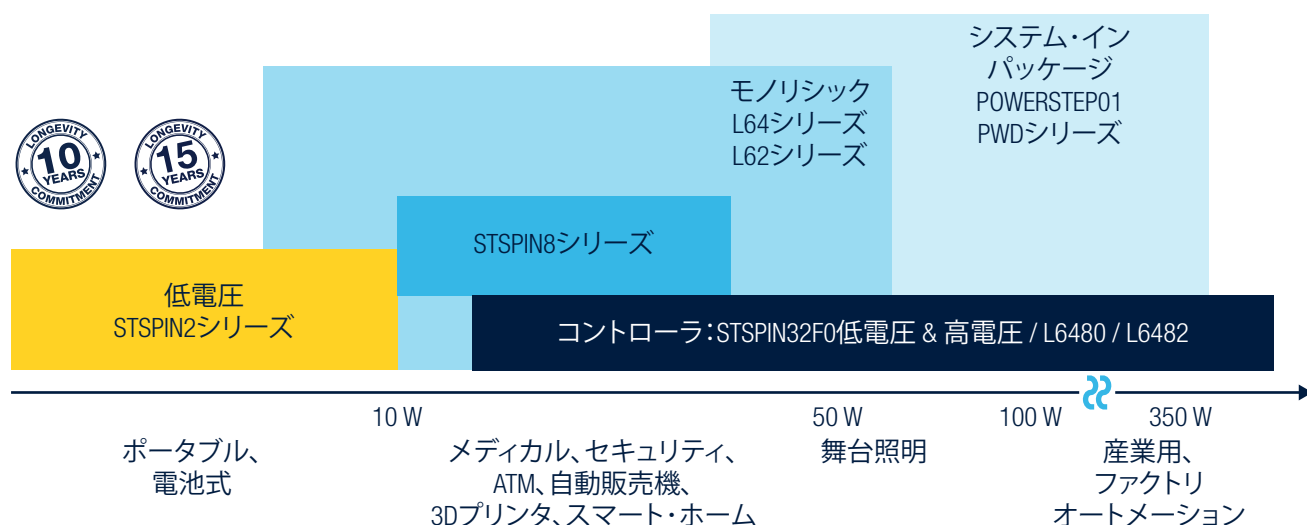 システム・イン
パッケージ
POWERSTEP01
PWDシリーズ
モノリシック
L64シリーズ
L62シリーズ
LONGEVITY
10
YEARS
COMMITMENT
LONGEVITY
15
YEARS
COMMITMENT
STSPIN8シリーズ
低電圧
STSPIN2シリーズ
コントローラ：STSPIN32F0低電圧 & 高電圧 / L6480 / L6482
10 W
50 W
100 W
350 W
ポータブル、
電池式
メディカル、セキュリティ、
ATM、自動販売機、
3Dプリンタ、スマート・ホーム
舞台照明
産業用、
ファクトリ
オートメーション